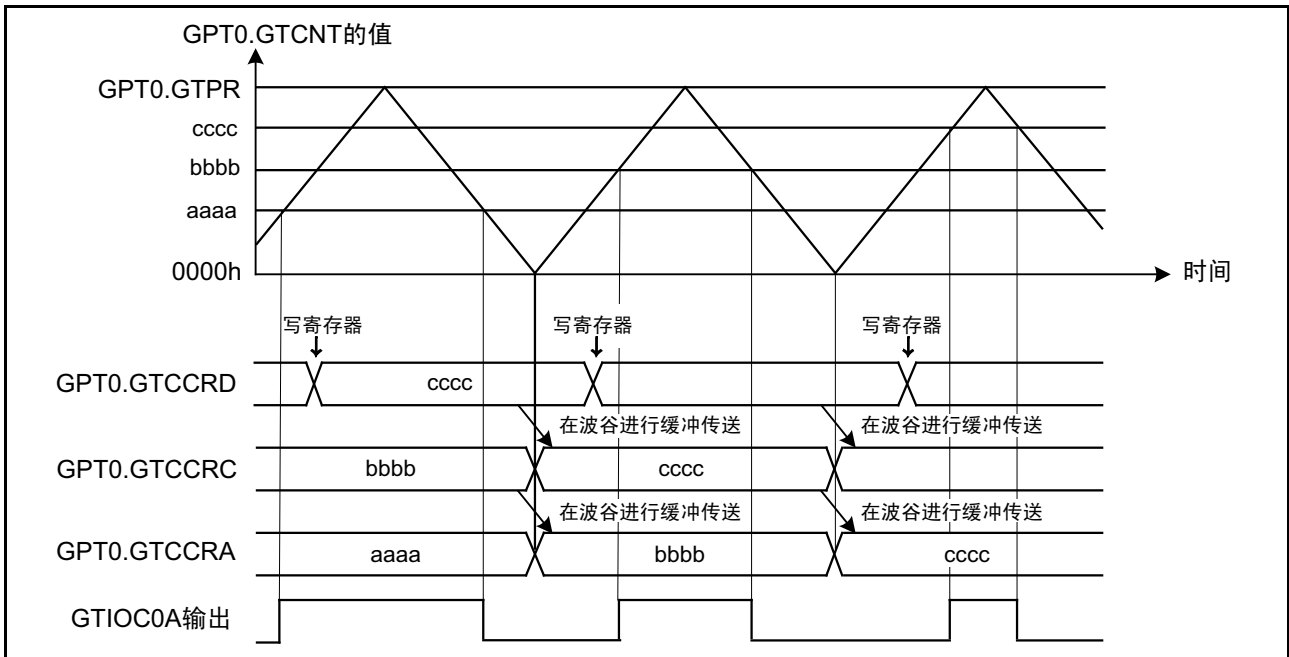 GPT0.GTCNT的值
GPT0.GTPR
cccc
bbbb
aaaa
0000h
时间
写寄存器
写寄存器
写寄存器
GPT0.GTCCRD
cccc
在波谷进行缓冲传送
在波谷进行缓冲传送
GPT0.GTCCRC
bbbb
cccc
在波谷进行缓冲传送
在波谷进行缓冲传送
GPT0.GTCCRA
aaaa
bbbb
cccc
GTIOC0A输出